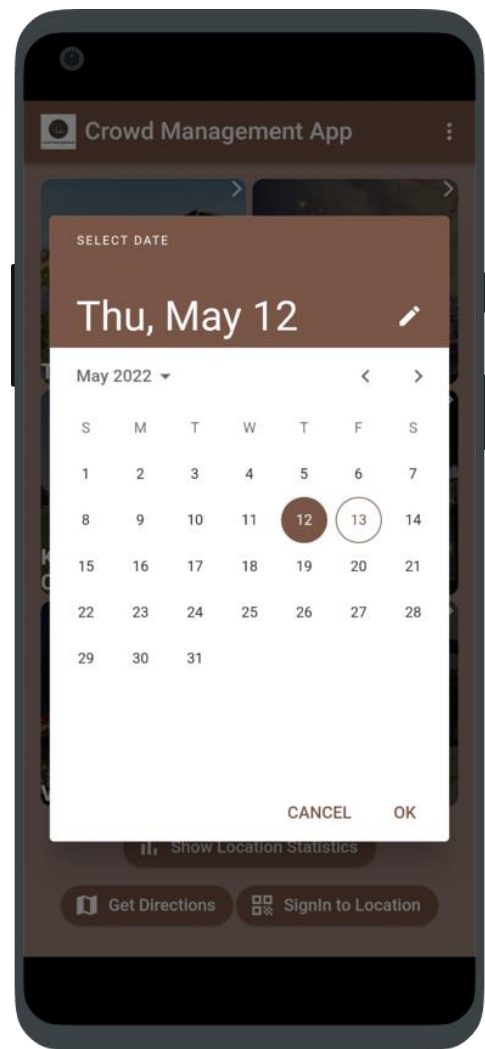 Crowd Management App
SELECT DATE
Thu, May 12
T
May 2022
S M T W T F S
1 2 3 4 5 6 7
8 9 10 11 12 13 14
K
15 16 17 18 19 20 21
22 23 24 25 26 27 28
29 30 31
V
CANCEL OK
Show Location Statistics
Get Directions SignIn to Location